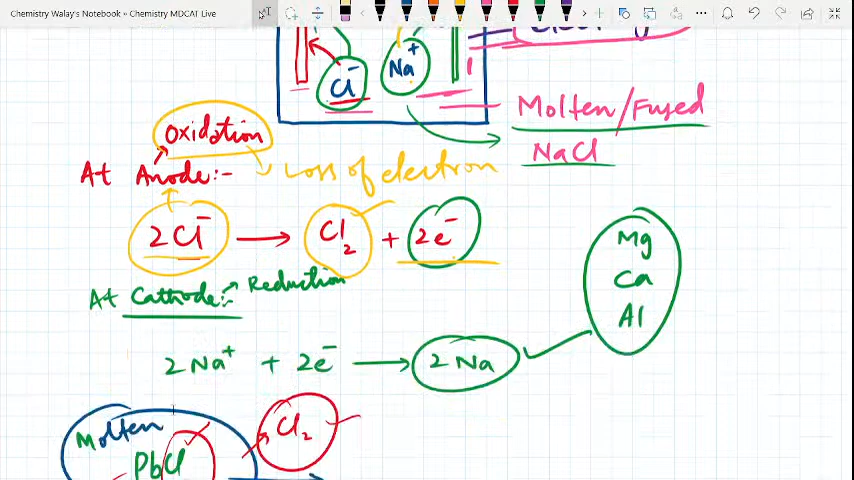 Chemistry Walay's Notebook » Chemistry MDCAT Live
Cl⁻
Na⁺
Molten/Fused
NaCl
Oxidation
At Anode:- Loss of electron
2Cl⁻ → Cl₂ + 2e⁻
Mg
Ca
Al
At Cathode:- Reduction
2Na⁺ + 2e⁻ → 2Na
Molten
Cl₂
PbCl